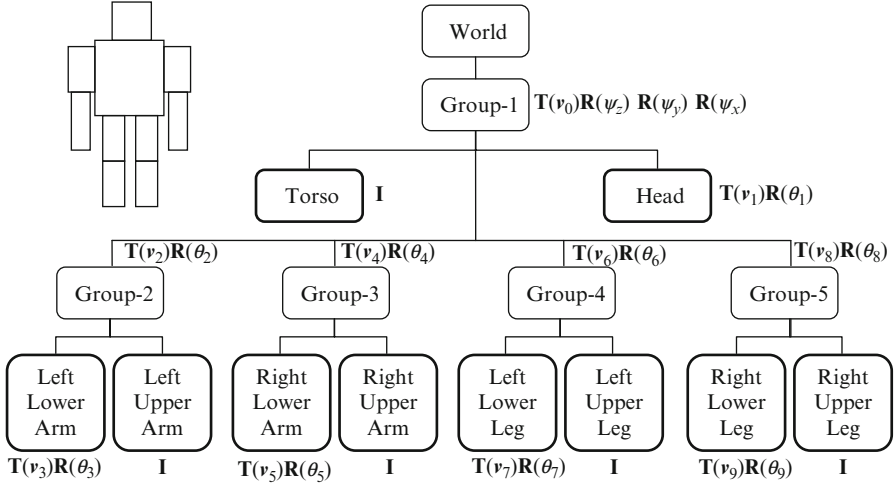 World
Group-1
T(v₀)R(ψz) R(ψy) R(ψx)
Torso
I
Head
T(v₁)R(θ₁)
T(v₂)R(θ₂)
T(v₄)R(θ₄)
T(v₆)R(θ₆)
T(v₈)R(θ₈)
Group-2
Group-3
Group-4
Group-5
Left
Lower
Arm
Left
Upper
Arm
Right
Lower
Arm
Right
Upper
Arm
Left
Lower
Leg
Left
Upper
Leg
Right
Lower
Leg
Right
Upper
Leg
T(v₃)R(θ₃)
I
T(v₅)R(θ₅)
I
T(v₇)R(θ₇)
I
T(v₉)R(θ₉)
I